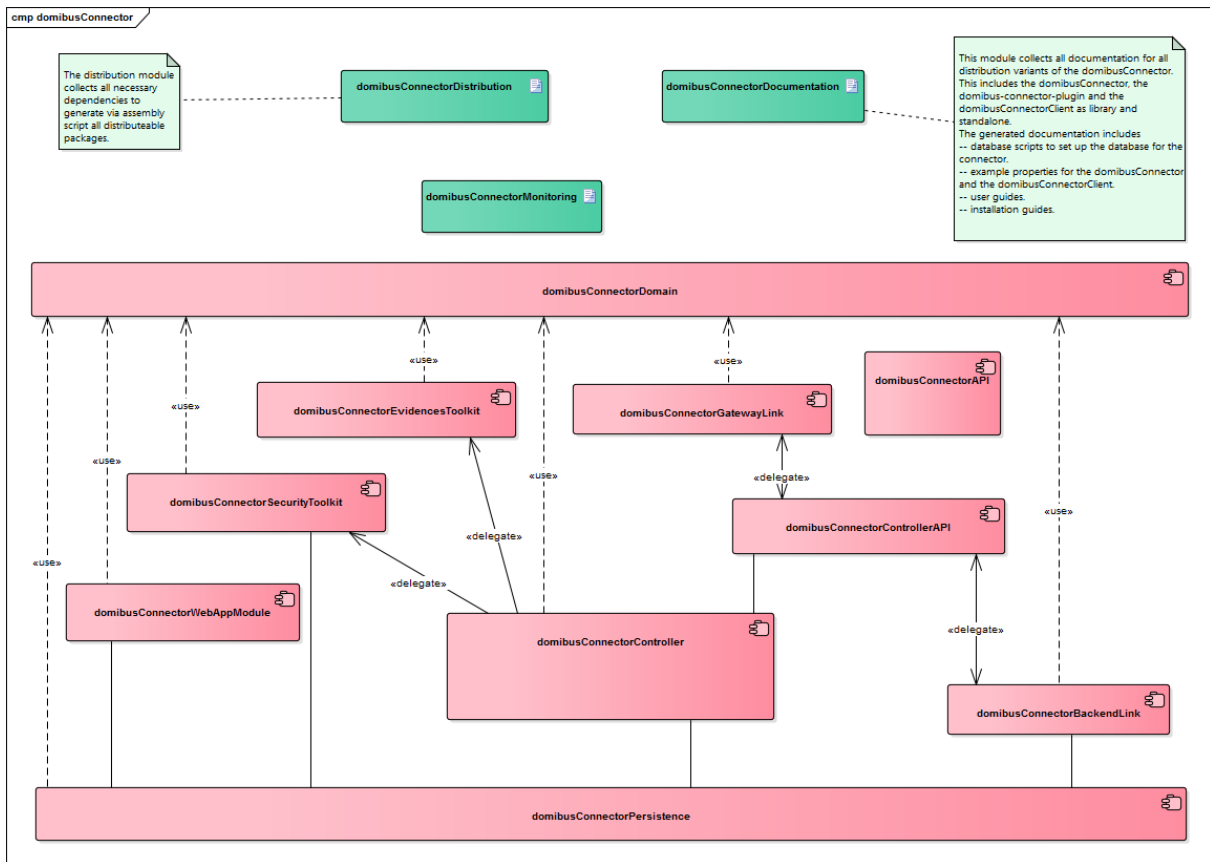 cmp domibusConnector
The distribution module
collects all necessary
dependencies to
generate via assembly
script all distributeable
packages.
domibusConnectorDistribution
domibusConnectorDocumentation
This module collects all documentation for all
distribution variants of the domibusConnector.
This includes the domibusConnector, the
domibus-connector-plugin and the
domibusConnectorClient as library and
standalone.
The generated documentation includes
-- database scripts to set up the database for the
connector.
-- example properties for the domibusConnector
and the domibusConnectorClient.
-- user guides.
-- installation guides.
domibusConnectorMonitoring
domibusConnectorDomain
«use»
«use»
domibusConnectorAPI
domibusConnectorEvidencesToolkit
domibusConnectorGatewayLink
«use»
«use»
«use»
«delegate»
domibusConnectorSecurityToolkit
domibusConnectorControllerAPI
«use»
«delegate»
«use»
«delegate»
domibusConnectorWebAppModule
domibusConnectorController
«delegate»
domibusConnectorBackendLink
domibusConnectorPersistence